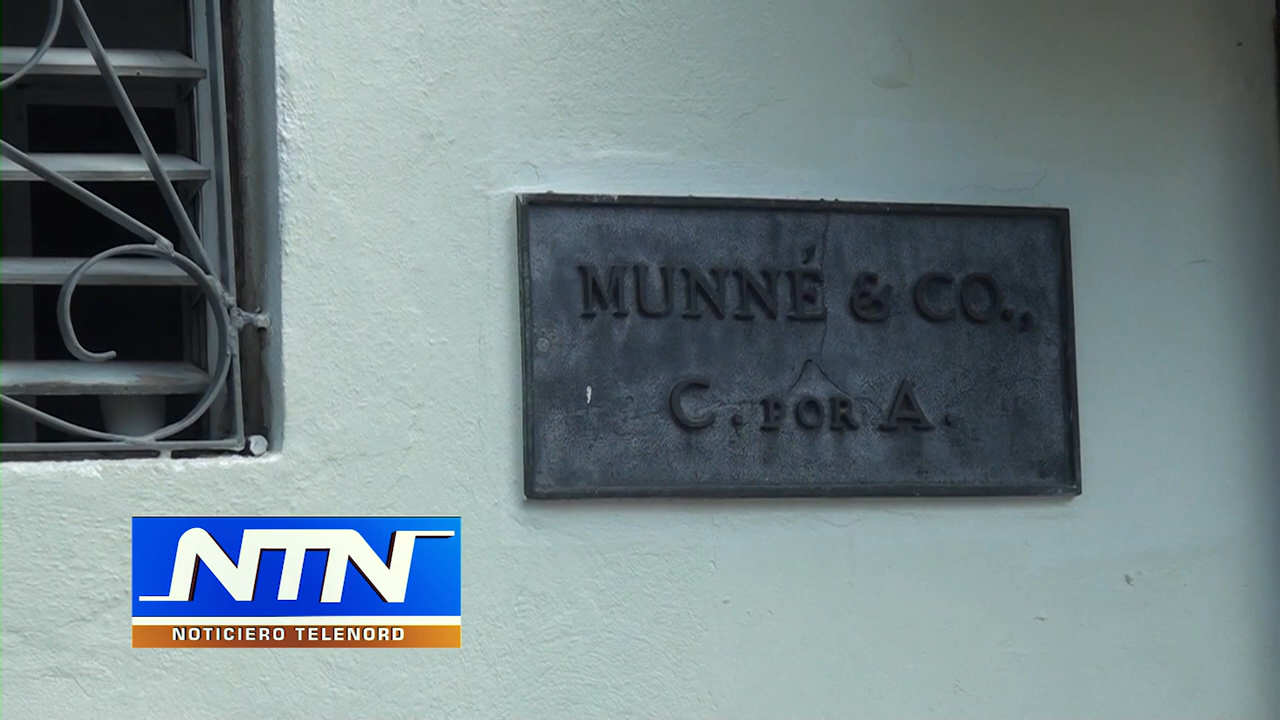 MUNNÉ & CO.,
C. POR A.
NTN
NOTICIERO TELENORD